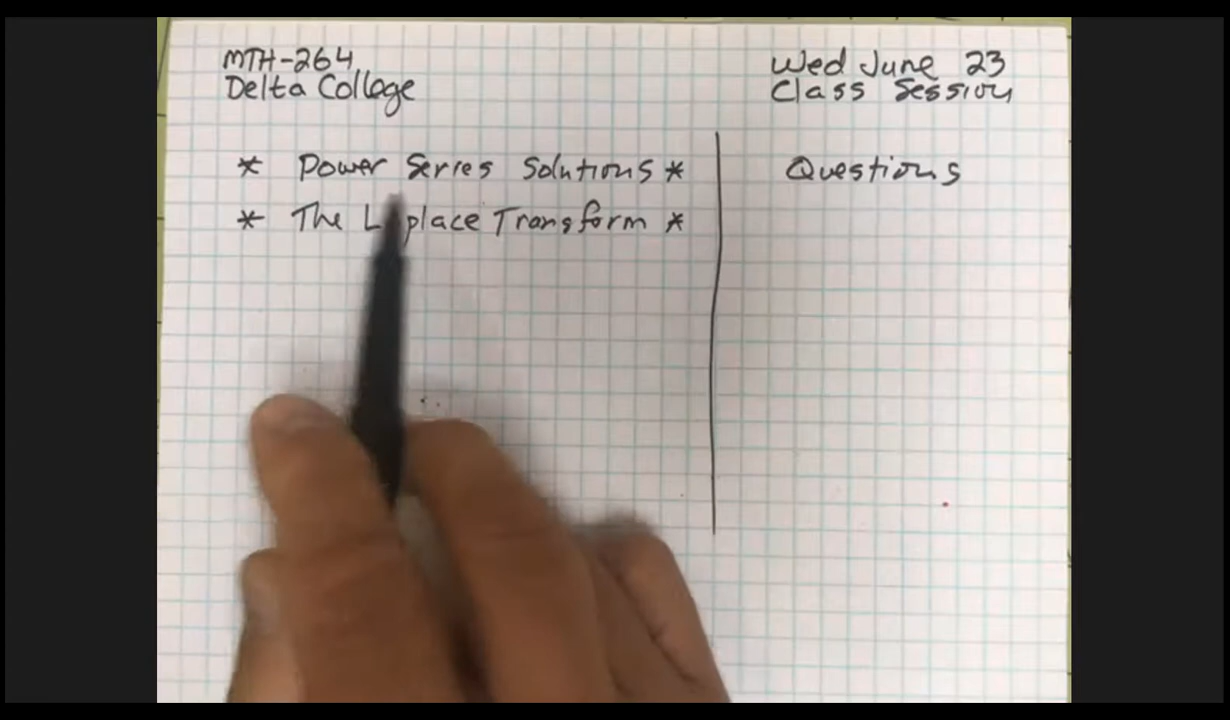 MTH-264
Delta College
Wed June 23
Class Session
* Power Series Solutions *
* The Laplace Transform *
Questions